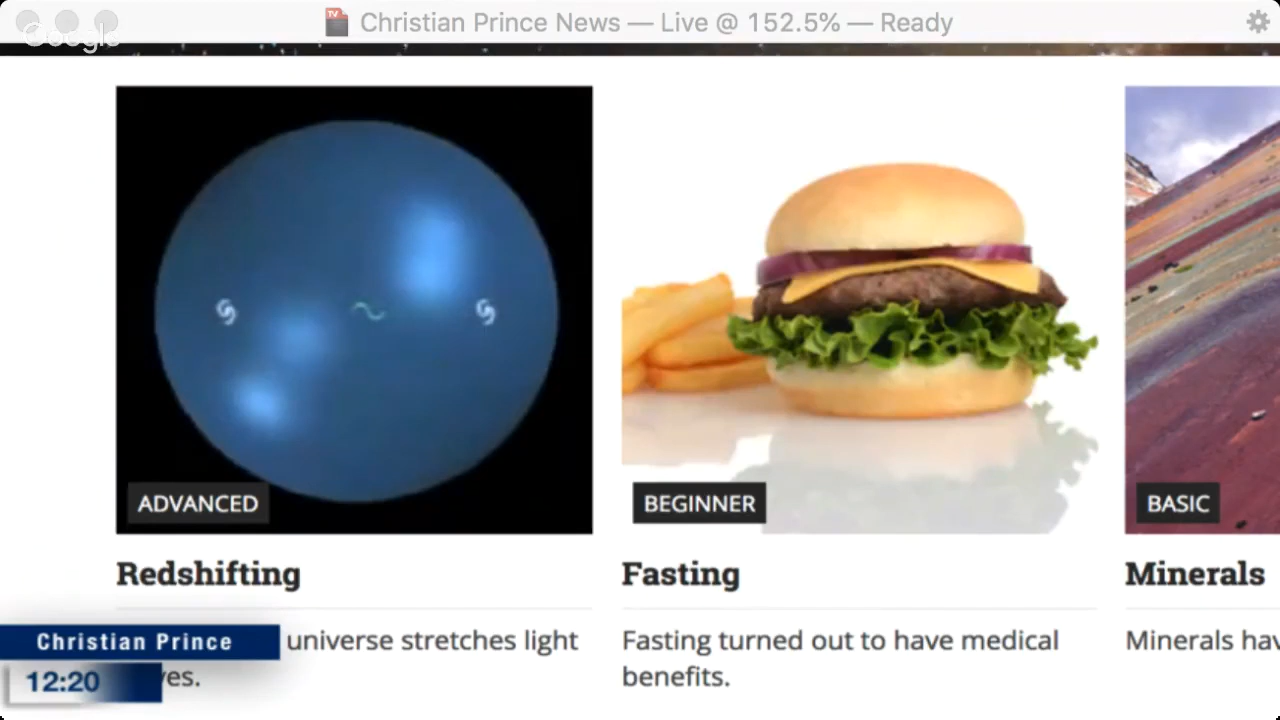 Christian Prince News — Live @ 152.5% — Ready
Google
ADVANCED
BEGINNER
BASIC
Redshifting
Fasting
Minerals
universe stretches light
Fasting turned out to have medical
benefits.
Minerals
Christian Prince
12:20